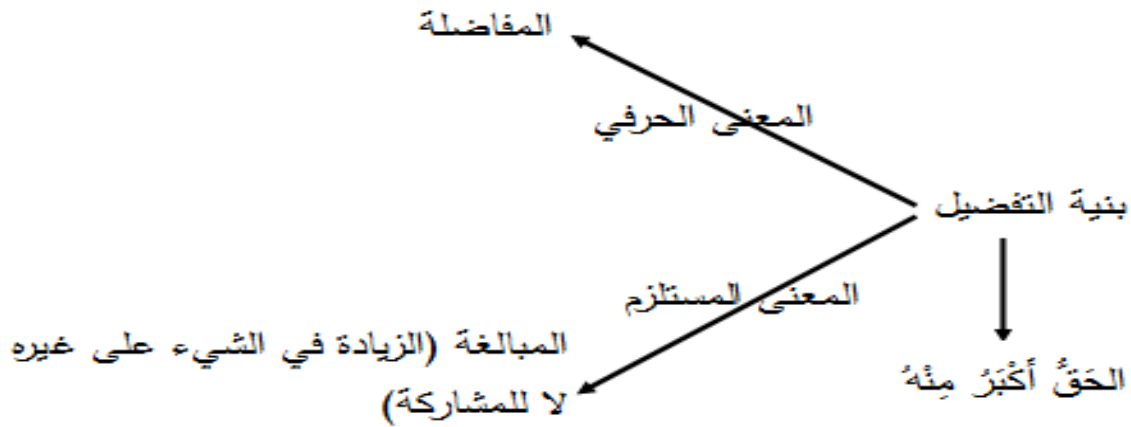 المفاضلة
المعنى الحرفي
بنية التفضيل
المعنى المستلزم
المبالغة (الزيادة في الشيء على غيره
لا للمشاركة)
الحَقُّ أَكْبَرُ مِنْهُ